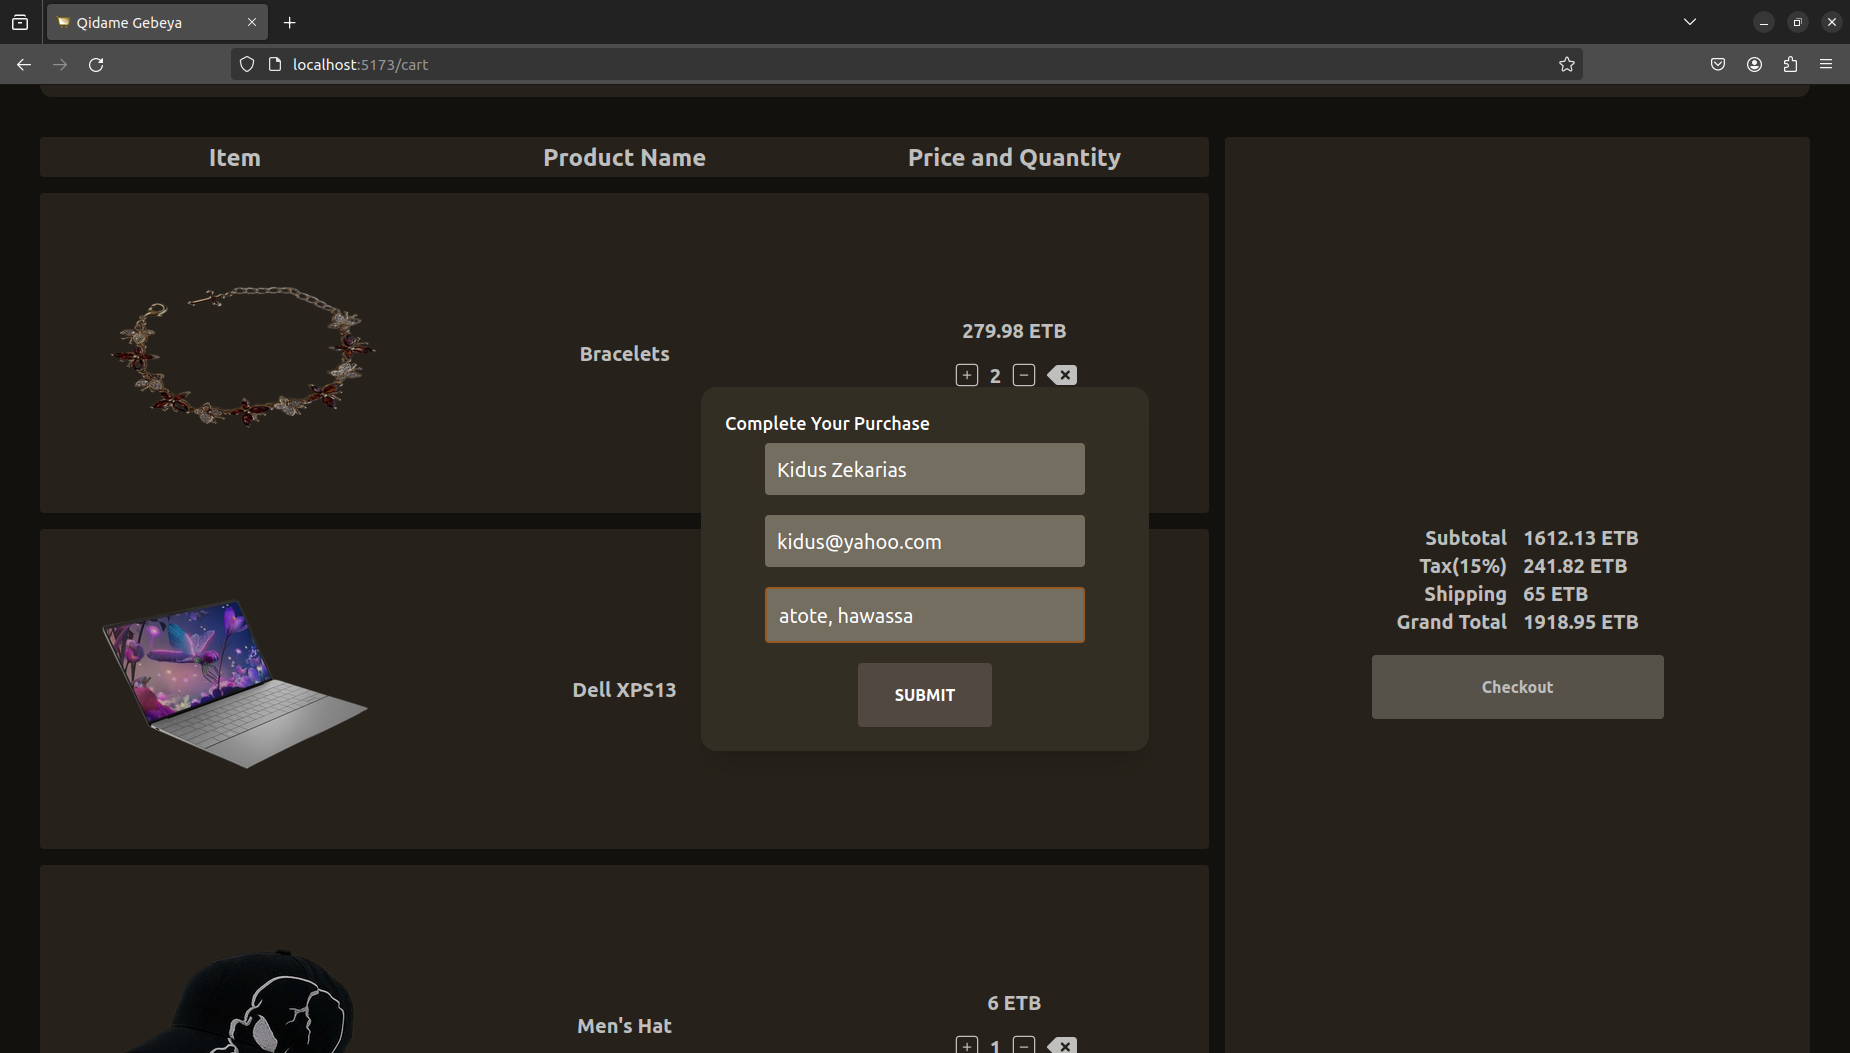 Qidame Gebeya
localhost:5173/cart
Item Product Name Price and Quantity
Bracelets
279.98 ETB
2
Complete Your Purchase
Kidus Zekarias
kidus@yahoo.com
atote, hawassa
SUBMIT
Dell XPS13
Men's Hat
6 ETB
1
Subtotal 1612.13 ETB
Tax(15%) 241.82 ETB
Shipping 65 ETB
Grand Total 1918.95 ETB
Checkout